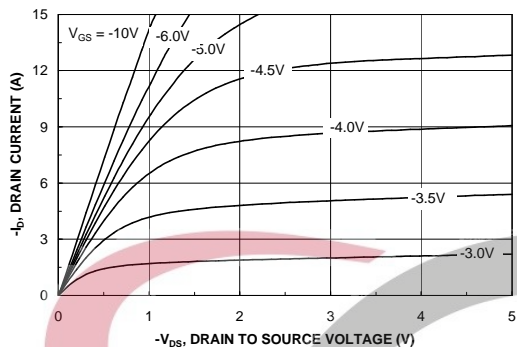 15
12
9
6
3
0
-I_D, DRAIN CURRENT (A)
V_GS = -10V
-6.0V
-5.0V
-4.5V
-4.0V
-3.5V
-3.0V
0 1 2 3 4 5
-V_DS, DRAIN TO SOURCE VOLTAGE (V)